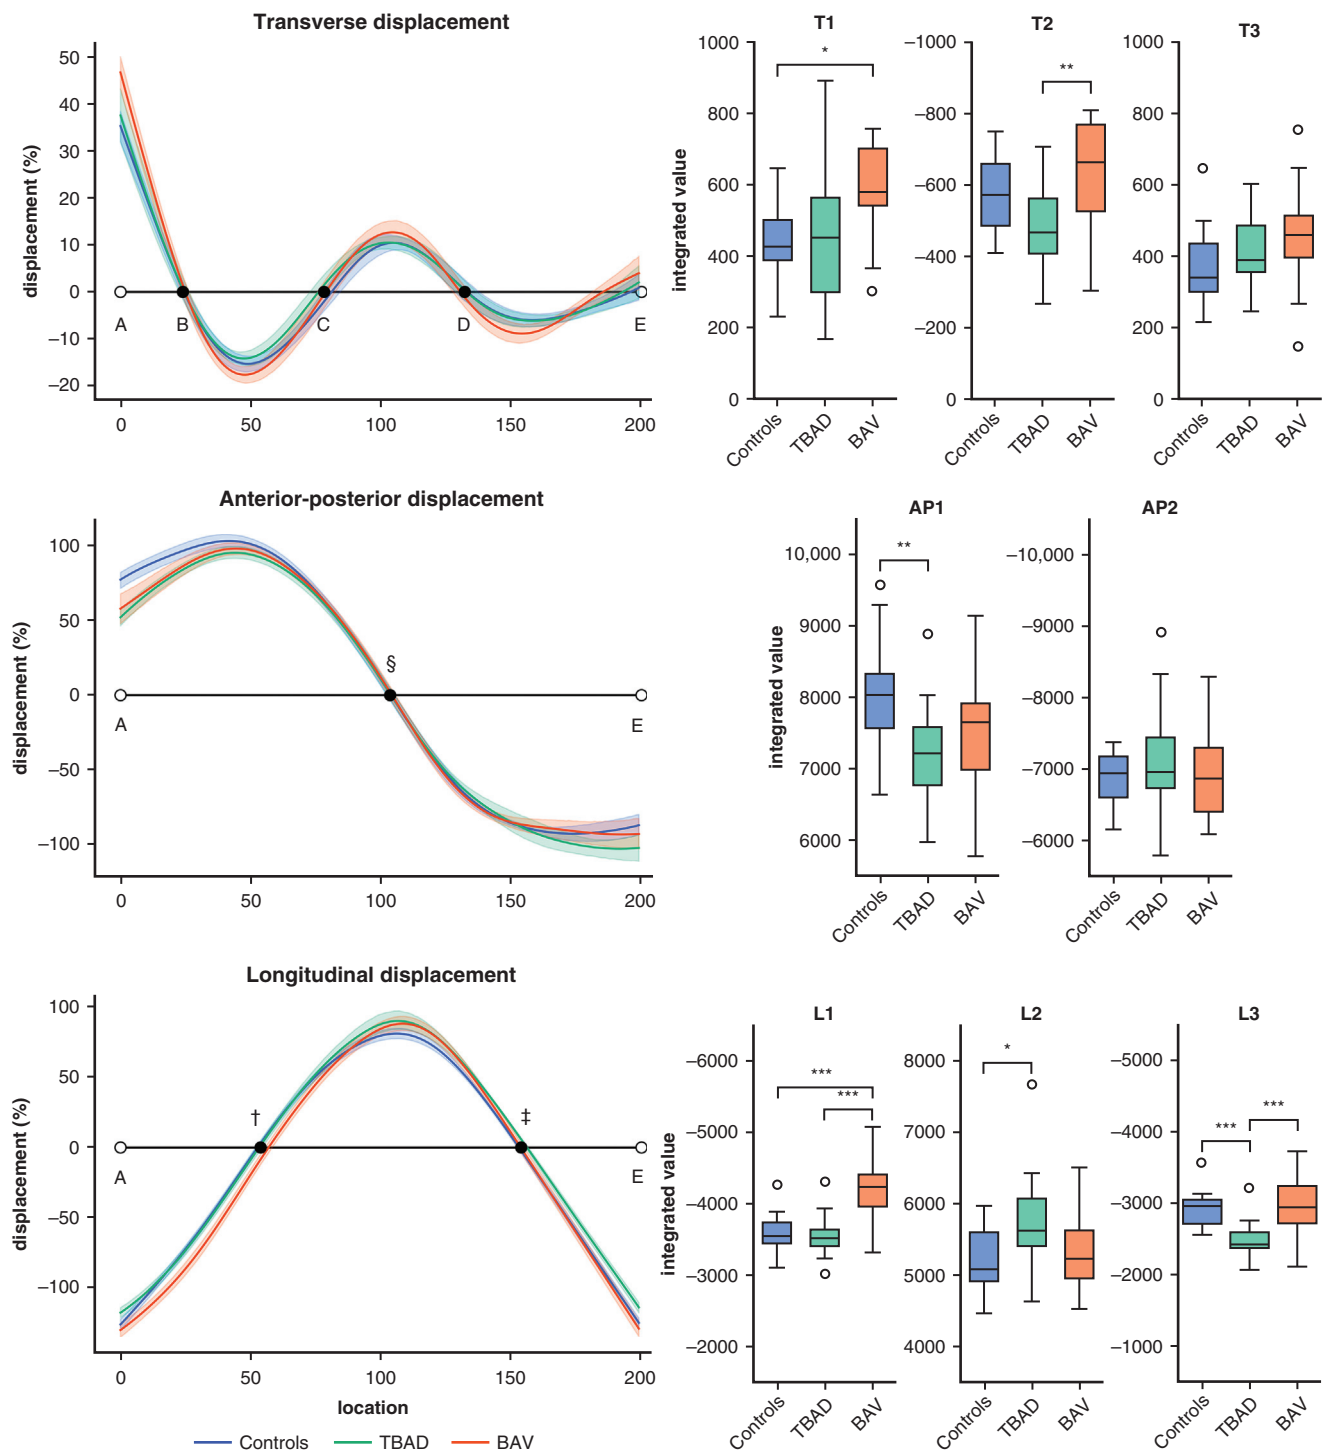 Transverse displacement
displacement (%)
50
40
30
20
10
0
–10
–20
A
B
C
D
E
0
50
100
150
200
T1
integrated value
1000
800
600
400
200
0
*
Controls
TBAD
BAV
T2
–1000
–800
–600
–400
–200
0
**
Controls
TBAD
BAV
T3
1000
800
600
400
200
0
Controls
TBAD
BAV
Anterior-posterior displacement
displacement (%)
100
50
0
–50
–100
§
A
E
0
50
100
150
200
AP1
integrated value
10,000
9000
8000
7000
6000
**
Controls
TBAD
BAV
AP2
–10,000
–9000
–8000
–7000
–6000
Controls
TBAD
BAV
Longitudinal displacement
displacement (%)
100
50
0
–50
–100
†
‡
A
E
0
50
100
150
200
location
L1
integrated value
–6000
–5000
–4000
–3000
–2000
***
***
Controls
TBAD
BAV
L2
8000
7000
6000
5000
4000
*
Controls
TBAD
BAV
L3
–5000
–4000
–3000
–2000
–1000
***
***
Controls
TBAD
BAV
Controls TBAD BAV